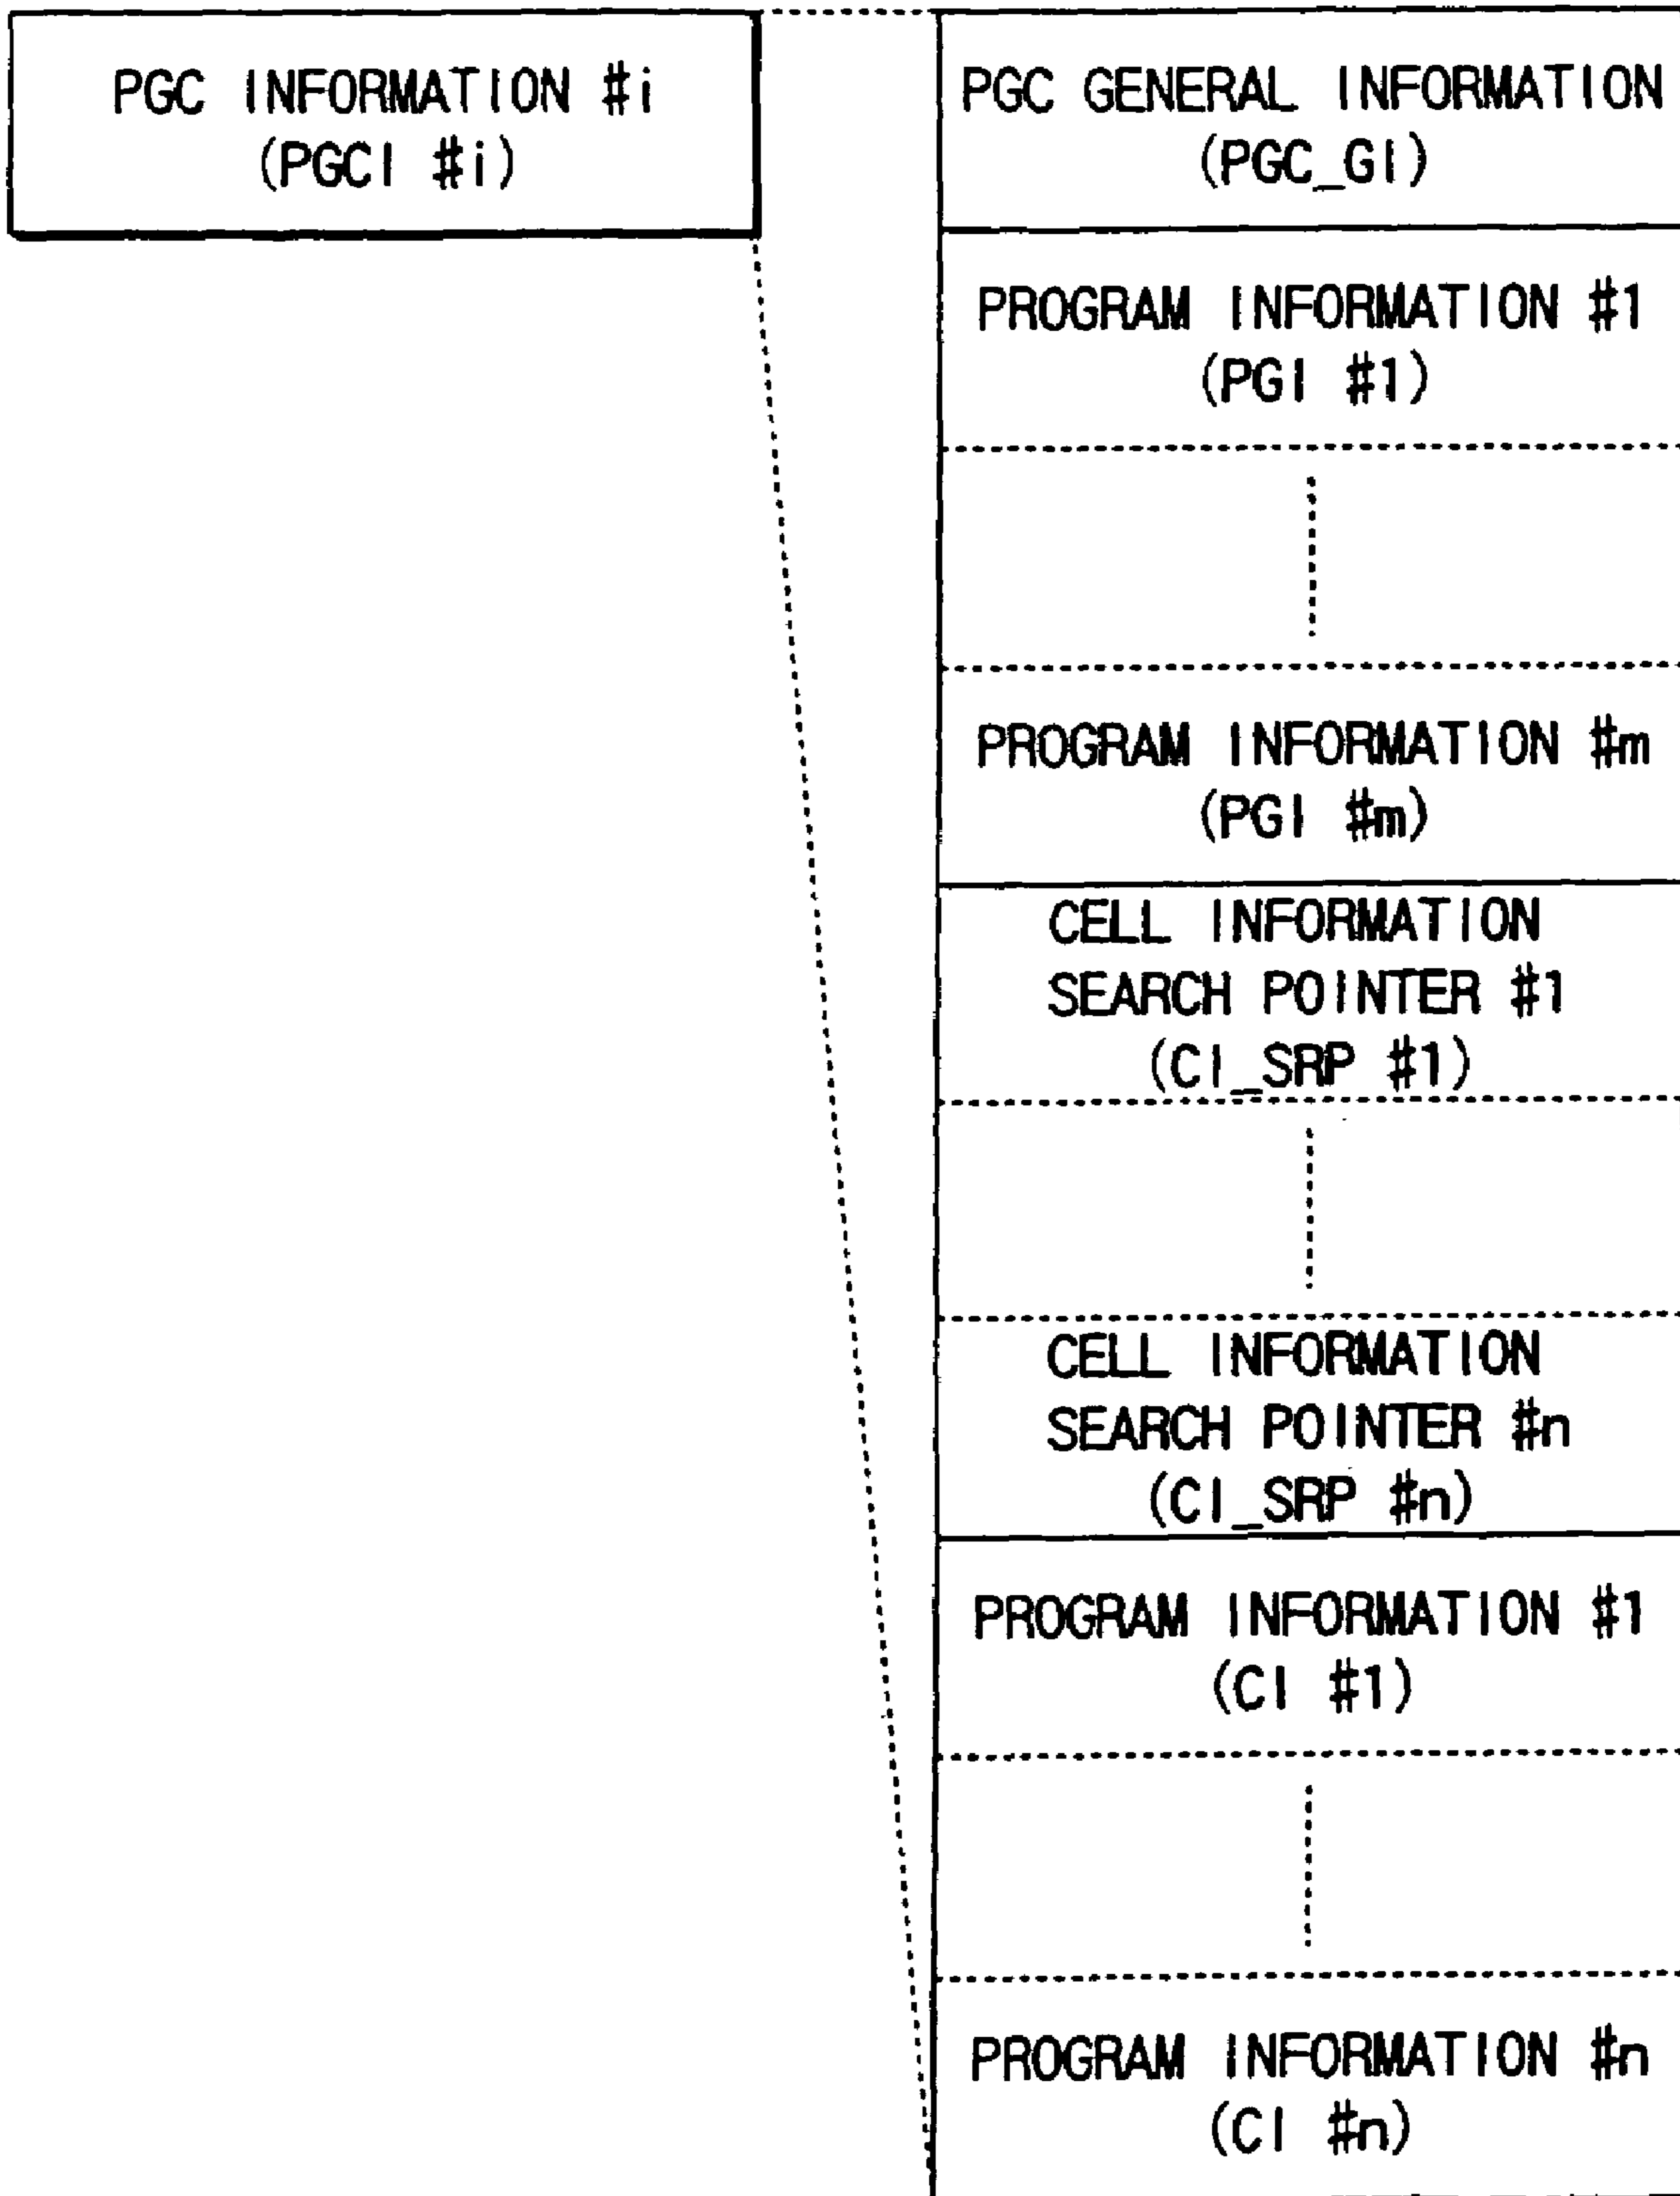 PGC INFORMATION #i
(PGCI #i)
PGC GENERAL INFORMATION
(PGC_GI)
PROGRAM INFORMATION #1
(PGI #1)
PROGRAM INFORMATION #m
(PGI #m)
CELL INFORMATION
SEARCH POINTER #1
(CI_SRP #1)
CELL INFORMATION
SEARCH POINTER #n
(CI_SRP #n)
PROGRAM INFORMATION #1
(CI #1)
PROGRAM INFORMATION #n
(CI #n)